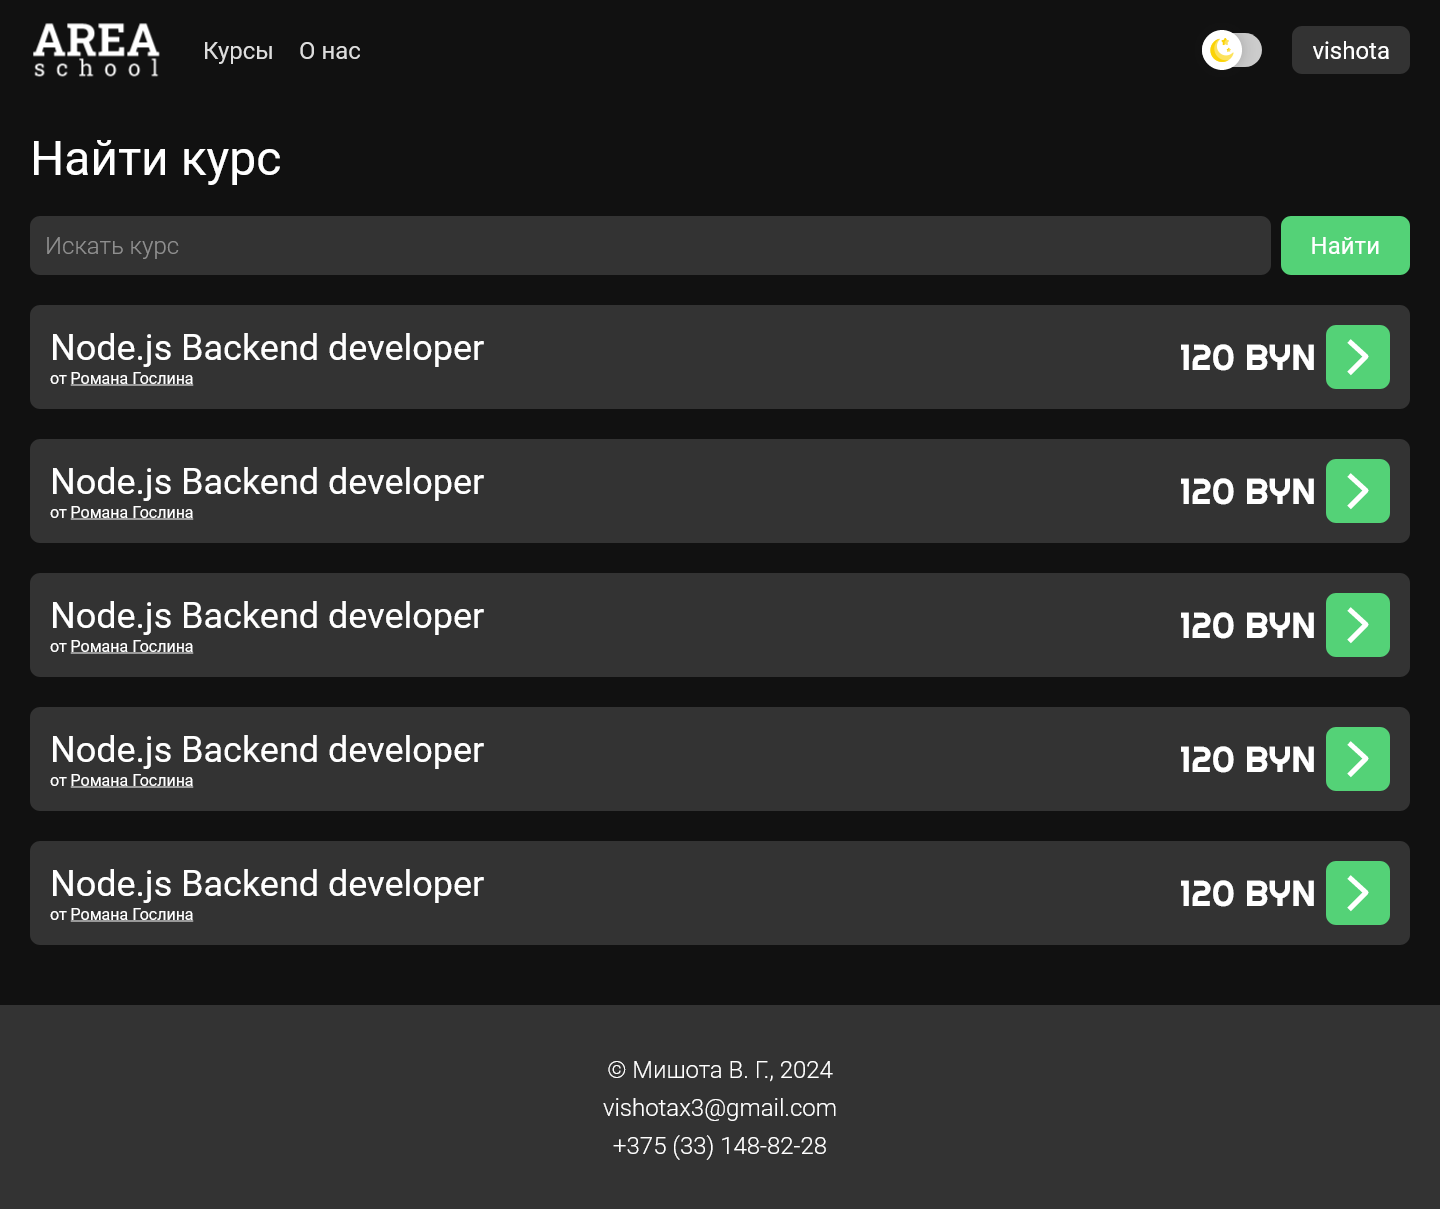 AREA
school
Курсы О нас
vishota
Найти курс
Искать курс
Найти
Node.js Backend developer
от Романа Гослина
120 BYN
Node.js Backend developer
от Романа Гослина
120 BYN
Node.js Backend developer
от Романа Гослина
120 BYN
Node.js Backend developer
от Романа Гослина
120 BYN
Node.js Backend developer
от Романа Гослина
120 BYN
© Мишота В. Г., 2024
vishotax3@gmail.com
+375 (33) 148-82-28